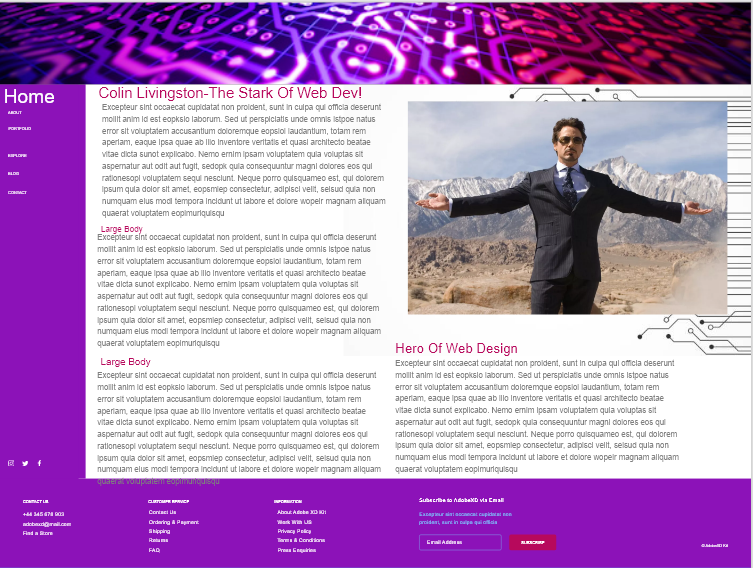 Home
ABOUT
PORTFOLIO
EXPLORE
BLOG
CONTACT
Colin Livingston-The Stark Of Web Dev!
Excepteur sint occaecat cupidatat non proident, sunt in culpa qui officia deserunt
mollit anim id est eopksio laborum. Sed ut perspiciatis unde omnis istpoe natus
error sit voluptatem accusantium doloremque eopsloi laudantium, totam rem
aperiam, eaque ipsa quae ab illo inventore veritatis et quasi architecto beatae
vitae dicta sunot explicabo. Nemo enim ipsam voluptatem quia voluptas sit
aspernatur aut odit aut fugit, sedopk quia consequuntur magni dolores eos qui
rationesopl voluptatem sequi nesciunt. Neque porro quisquameo est, qui dolorem
ipsum quia dolor sit amet, eopsmiep consectetur, adipisci velit, seisud quia non
numquam eius modi tempora incidunt ut labore et dolore wopeir magnam aliquam
quaerat voluptatem eopimuriquisqu
Large Body
Excepteur sint occaecat cupidatat non proident, sunt in culpa qui officia deserunt
mollit anim id est eopksio laborum. Sed ut perspiciatis unde omnis istpoe natus
error sit voluptatem accusantium doloremque eopsloi laudantium, totam rem
aperiam, eaque ipsa quae ab illo inventore veritatis et quasi architecto beatae
vitae dicta sunot explicabo. Nemo enim ipsam voluptatem quia voluptas sit
aspernatur aut odit aut fugit, sedopk quia consequuntur magni dolores eos qui
rationesopl voluptatem sequi nesciunt. Neque porro quisquameo est, qui dolorem
ipsum quia dolor sit amet, eopsmiep consectetur, adipisci velit, seisud quia non
numquam eius modi tempora incidunt ut labore et dolore wopeir magnam aliquam
quaerat voluptatem eopimuriquisqu
Large Body
Excepteur sint occaecat cupidatat non proident, sunt in culpa qui officia deserunt
mollit anim id est eopksio laborum. Sed ut perspiciatis unde omnis istpoe natus
error sit voluptatem accusantium doloremque eopsloi laudantium, totam rem
aperiam, eaque ipsa quae ab illo inventore veritatis et quasi architecto beatae
vitae dicta sunot explicabo. Nemo enim ipsam voluptatem quia voluptas sit
aspernatur aut odit aut fugit, sedopk quia consequuntur magni dolores eos qui
rationesopl voluptatem sequi nesciunt. Neque porro quisquameo est, qui dolorem
ipsum quia dolor sit amet, eopsmiep consectetur, adipisci velit, seisud quia non
numquam eius modi tempora incidunt ut labore et dolore wopeir magnam aliquam
quaerat voluptatem eopimuriquisqu
Hero Of Web Design
Excepteur sint occaecat cupidatat non proident, sunt in culpa qui officia deserunt
mollit anim id est eopksio laborum. Sed ut perspiciatis unde omnis istpoe natus
error sit voluptatem accusantium doloremque eopsloi laudantium, totam rem
aperiam, eaque ipsa quae ab illo inventore veritatis et quasi architecto beatae
vitae dicta sunot explicabo. Nemo enim ipsam voluptatem quia voluptas sit
aspernatur aut odit aut fugit, sedopk quia consequuntur magni dolores eos qui
rationesopl voluptatem sequi nesciunt. Neque porro quisquameo est, qui dolorem
ipsum quia dolor sit amet, eopsmiep consectetur, adipisci velit, seisud quia non
numquam eius modi tempora incidunt ut labore et dolore wopeir magnam aliquam
quaerat voluptatem eopimuriquisqu
CONTACT US
+44 345 678 903
adobexd@mail.com
Find a Store
CUSTOMER SERVICE
Contact Us
Ordering & Payment
Shipping
Returns
FAQ
INFORMATION
About Adobe XD Kit
Work With US
Privacy Policy
Terms & Conditions
Press Enquiries
Subscribe to AdobeXD via Email
Excepteur sint occaecat cupidatat non
proident, sunt in culpa qui officia
Email Address
SUBSCRIBE
©AdobeXD Kit